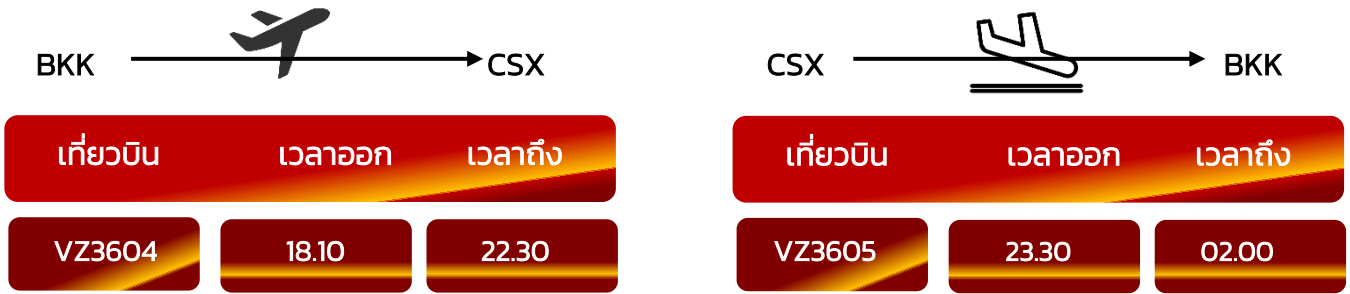 BKK CSX
เที่ยวบิน เวลาออก เวลาถึง
VZ3604 18.10 22.30
CSX BKK
เที่ยวบิน เวลาออก เวลาถึง
VZ3605 23.30 02.00